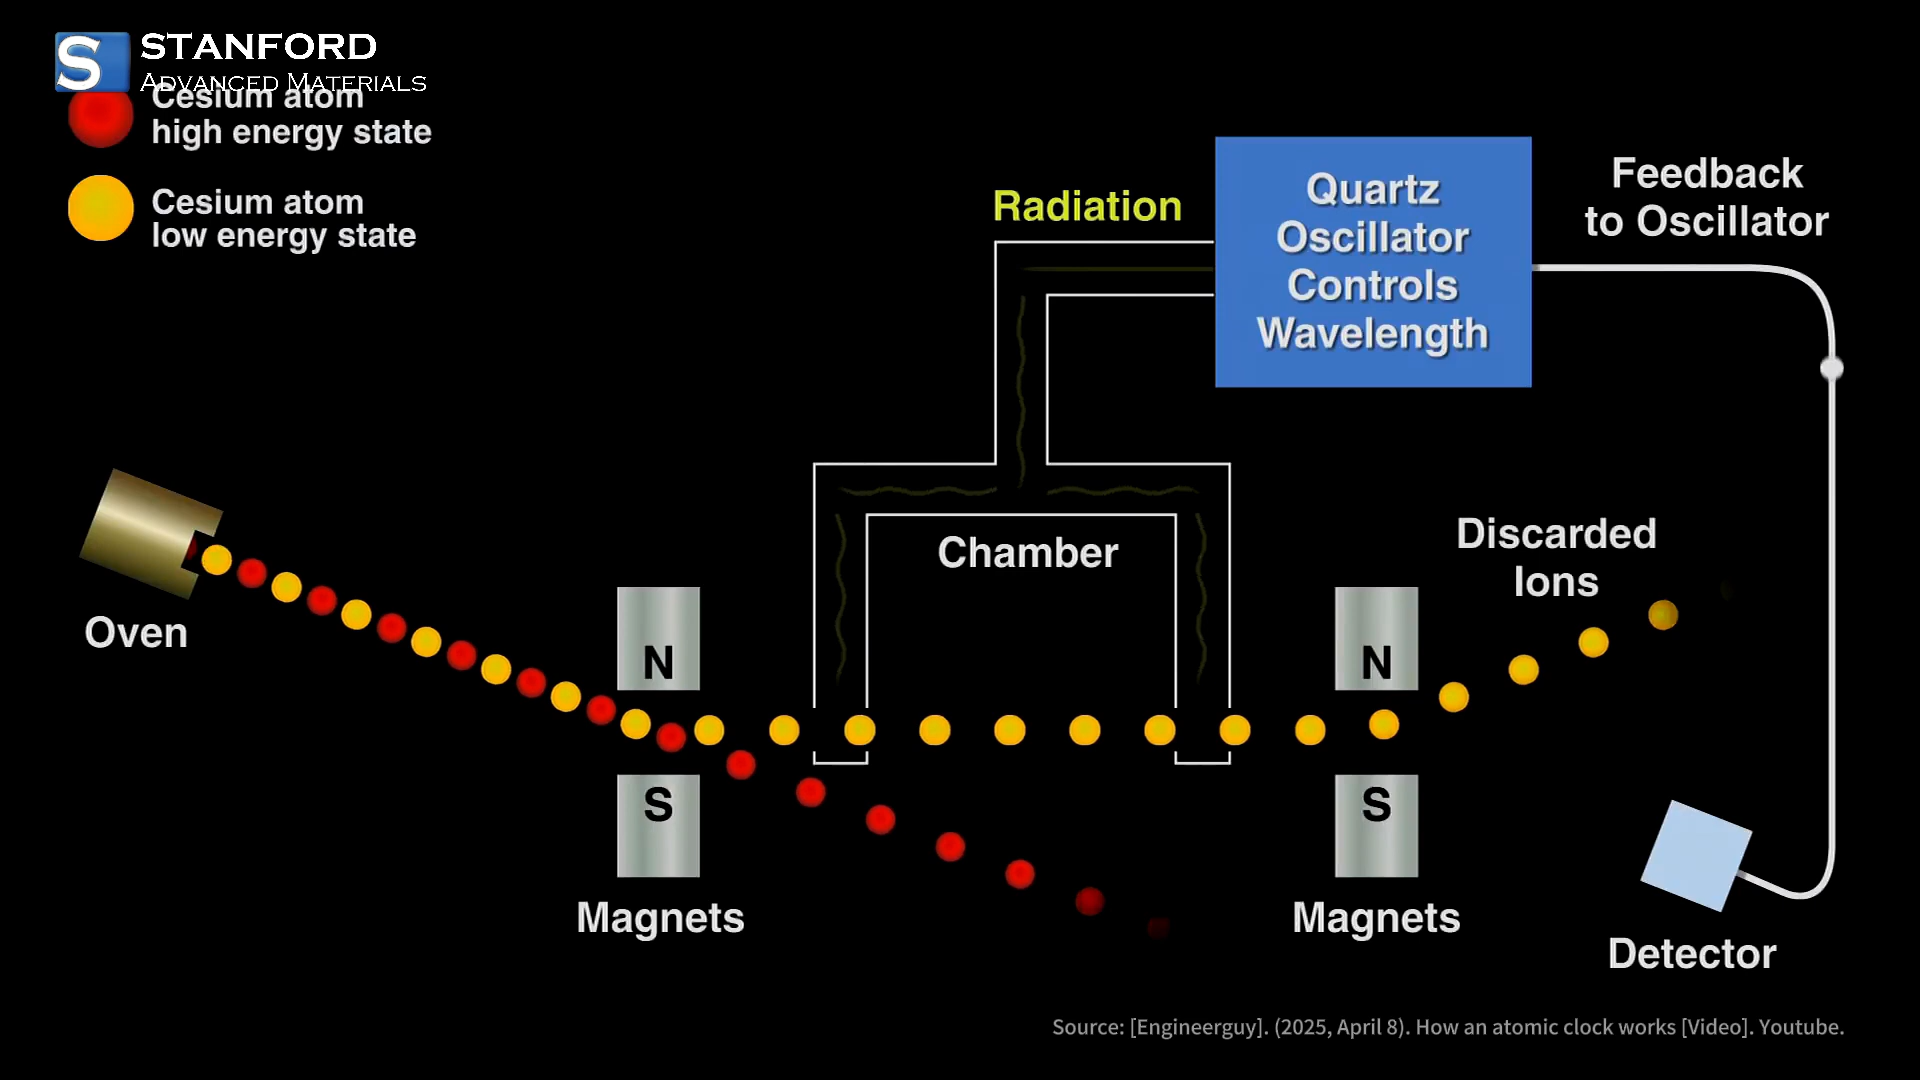 S STANFORD
ADVANCED MATERIALS
Cesium atom
high energy state
Cesium atom
low energy state
Radiation
Quartz
Oscillator
Controls
Wavelength
Feedback
to Oscillator
Oven
Chamber
Discarded
Ions
N
N
S
S
Magnets
Magnets
Detector
Source: [Engineerguy]. (2025, April 8). How an atomic clock works [Video]. Youtube.